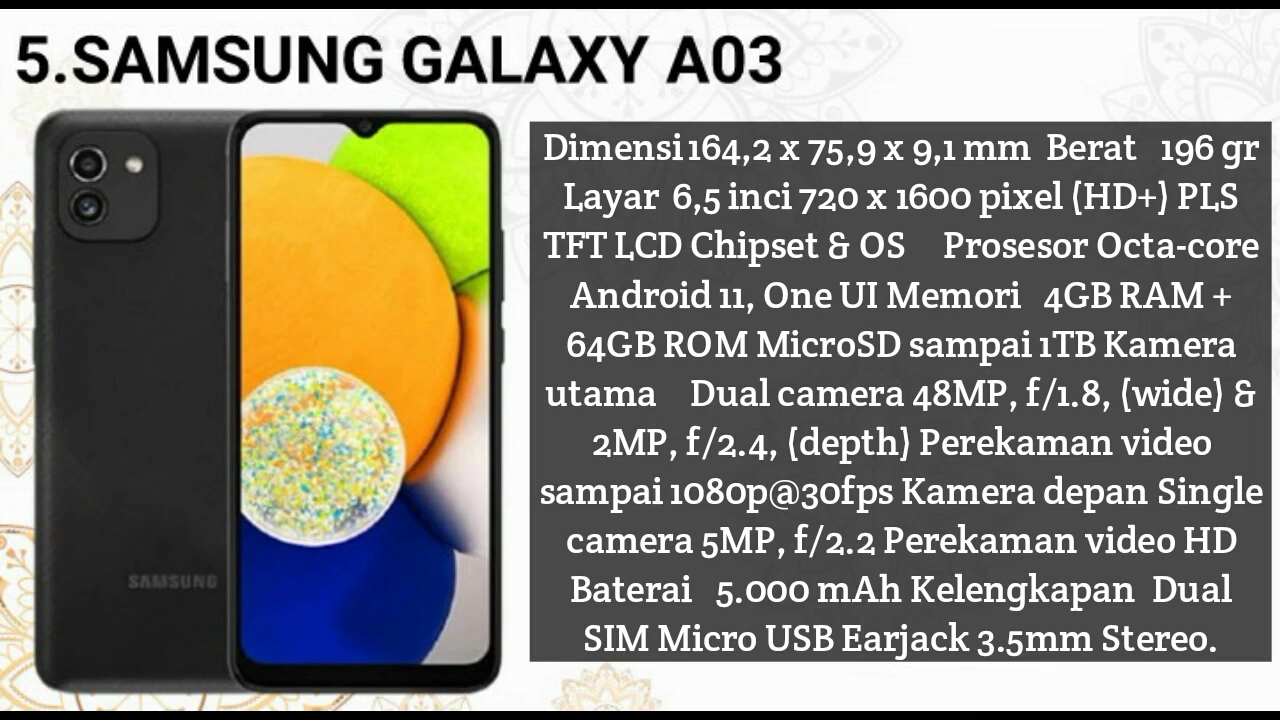 5.SAMSUNG GALAXY A03
Dimensi 164,2 x 75,9 x 9,1 mm Berat 196 gr
Layar 6,5 inci 720 x 1600 pixel (HD+) PLS
TFT LCD Chipset & OS Prosesor Octa-core
Android 11, One UI Memori 4GB RAM +
64GB ROM MicroSD sampai 1TB Kamera
utama Dual camera 48MP, f/1.8, (wide) &
2MP, f/2.4, (depth) Perekaman video
sampai 1080p@30fps Kamera depan Single
camera 5MP, f/2.2 Perekaman video HD
Baterai 5.000 mAh Kelengkapan Dual
SIM Micro USB Earjack 3.5mm Stereo.
SAMSUNG